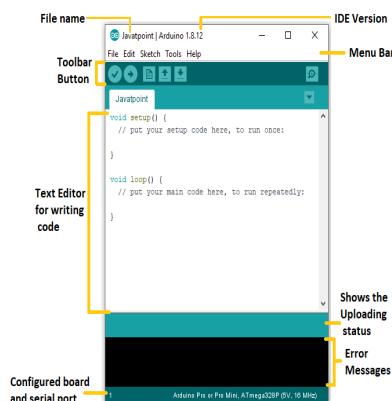 File name
IDE Version
Javatpoint | Arduino 1.8.12
File Edit Sketch Tools Help
Menu Bar
Toolbar
Button
Javatpoint
void setup() {
// put your setup code here, to run once:
}
void loop() {
// put your main code here, to run repeatedly:
}
Text Editor
for writing
code
Shows the
Uploading
status
Error
Messages
Configured board
and serial port
1
Arduino Pro or Pro Mini, ATmega328P (5V, 16 MHz)